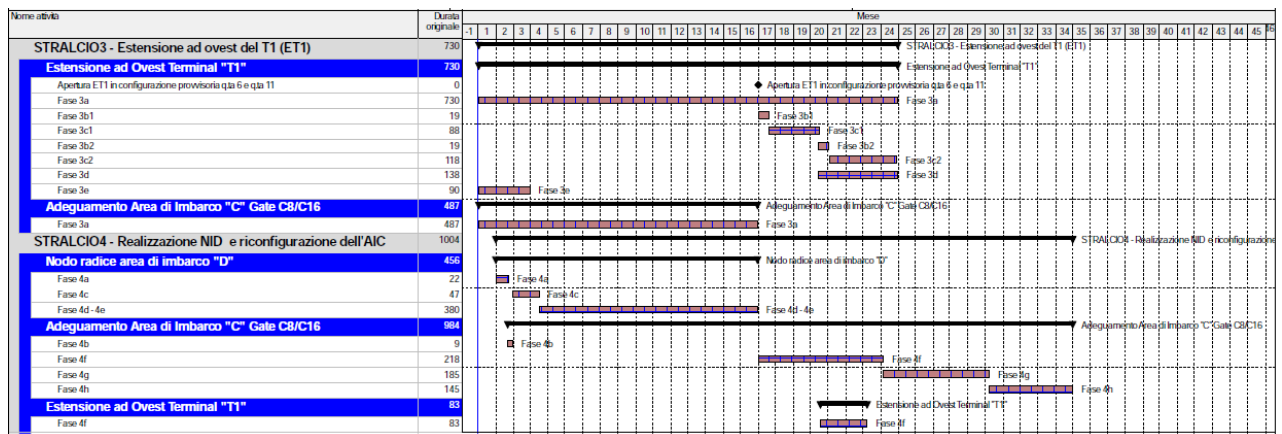 Nome attività Durata originale Mese
-1 1 2 3 4 5 6 7 8 9 10 11 12 13 14 15 16 17 18 19 20 21 22 23 24 25 26 27 28 29 30 31 32 33 34 35 36 37 38 39 40 41 42 43 44 45 46
STRALCIO3 - Estensione ad ovest del T1 (ET1) 730 STRALCIO3 - Estensione ad ovest del T1 (ET1)
Estensione ad Ovest Terminal "T1" 730 Estensione ad Ovest Terminal "T1"
Apertura ET1 in configurazione provvisoria q.ta 6 e q.ta 11 0 Apertura ET1 in configurazione provvistoria q.ta 6 e q.ta 11
Fase 3a 730 Fase 3a
Fase 3b1 19 Fase 3b1
Fase 3c1 88 Fase 3c1
Fase 3b2 19 Fase 3b2
Fase 3c2 118 Fase 3c2
Fase 3d 138 Fase 3d
Fase 3e 90 Fase 3e
Adeguamento Area di Imbarco "C" Gate C8/C16 487 Adeguamento Area di Imbarco "C" Gate C8/C16
Fase 3a 487 Fase 3a
STRALCIO4 - Realizzazione NID e riconfigurazione dell'AIC 1004 STRALCIO4 - Realizzazione NID e riconfigurazione
Nodo radice area di imbarco "D" 456 Nodo radice area di imbarco "D"
Fase 4a 22 Fase 4a
Fase 4c 47 Fase 4c
Fase 4d - 4e 380 Fase 4d - 4e
Adeguamento Area di Imbarco "C" Gate C8/C16 984 Adeguamento Area di Imbarco "C" Gate C8/C16
Fase 4b 9 Fase 4b
Fase 4f 218 Fase 4f
Fase 4g 185 Fase 4g
Fase 4h 145 Fase 4h
Estensione ad Ovest Terminal "T1" 83 Estensione ad Ovest Terminal "T1"
Fase 4f 83 Fase 4f